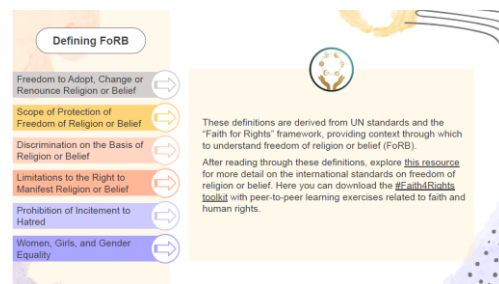 Defining FoRB
Freedom to Adopt, Change or
Renounce Religion or Belief
Scope of Protection of
Freedom of Religion or Belief
Discrimination on the Basis of
Religion or Belief
Limitations to the Right to
Manifest Religion or Belief
Prohibition of Incitement to
Hatred
Women, Girls, and Gender
Equality
These definitions are derived from UN standards and the
“Faith for Rights” framework, providing context through which
to understand freedom of religion or belief (FoRB).
After reading through these definitions, explore this resource
for more detail on the international standards on freedom of
religion or belief. Here you can download the #Faith4Rights
toolkit with peer-to-peer learning exercises related to faith and
human rights.